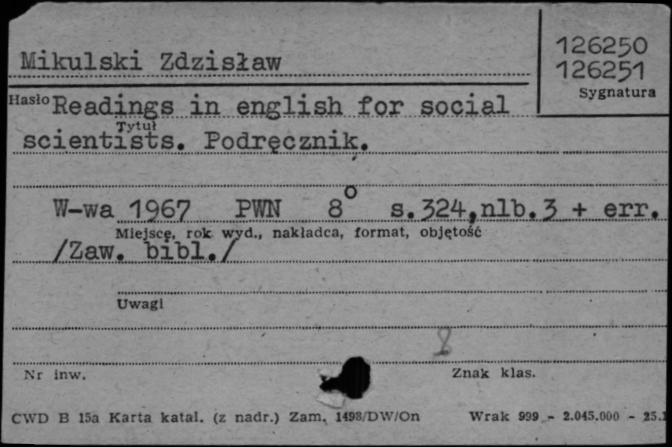 126250
Mikulski Zdzisław
126251
Sygnatura
Hasło Readings in english for social
Tytuł
scientists. Podręcznik.
W-wa 1967 PWN 8° s.324,nlb.3 + err.
Miejsce, rok wyd., nakładca, format, objętość
/Zaw. bibl./
Uwagi
8
Nr inw.
Znak klas.
CWD B 15a Karta katal. (z nadr.) Zam. 1498/DW/On Wrak 999 - 2.045.000 - 25.